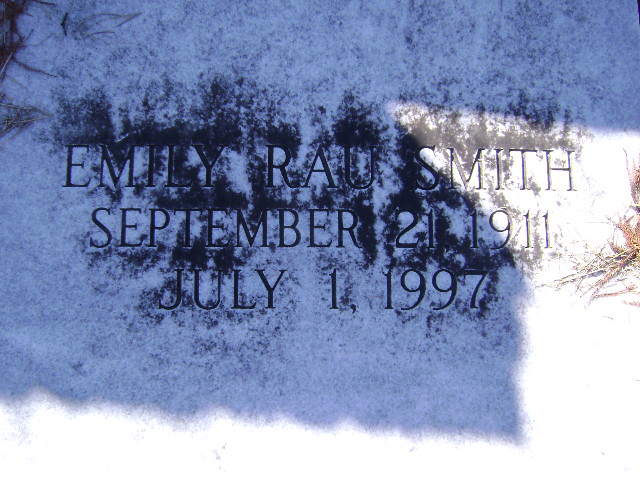 EMILY RAU SMITH
SEPTEMBER 21, 1911
JULY 1, 1997